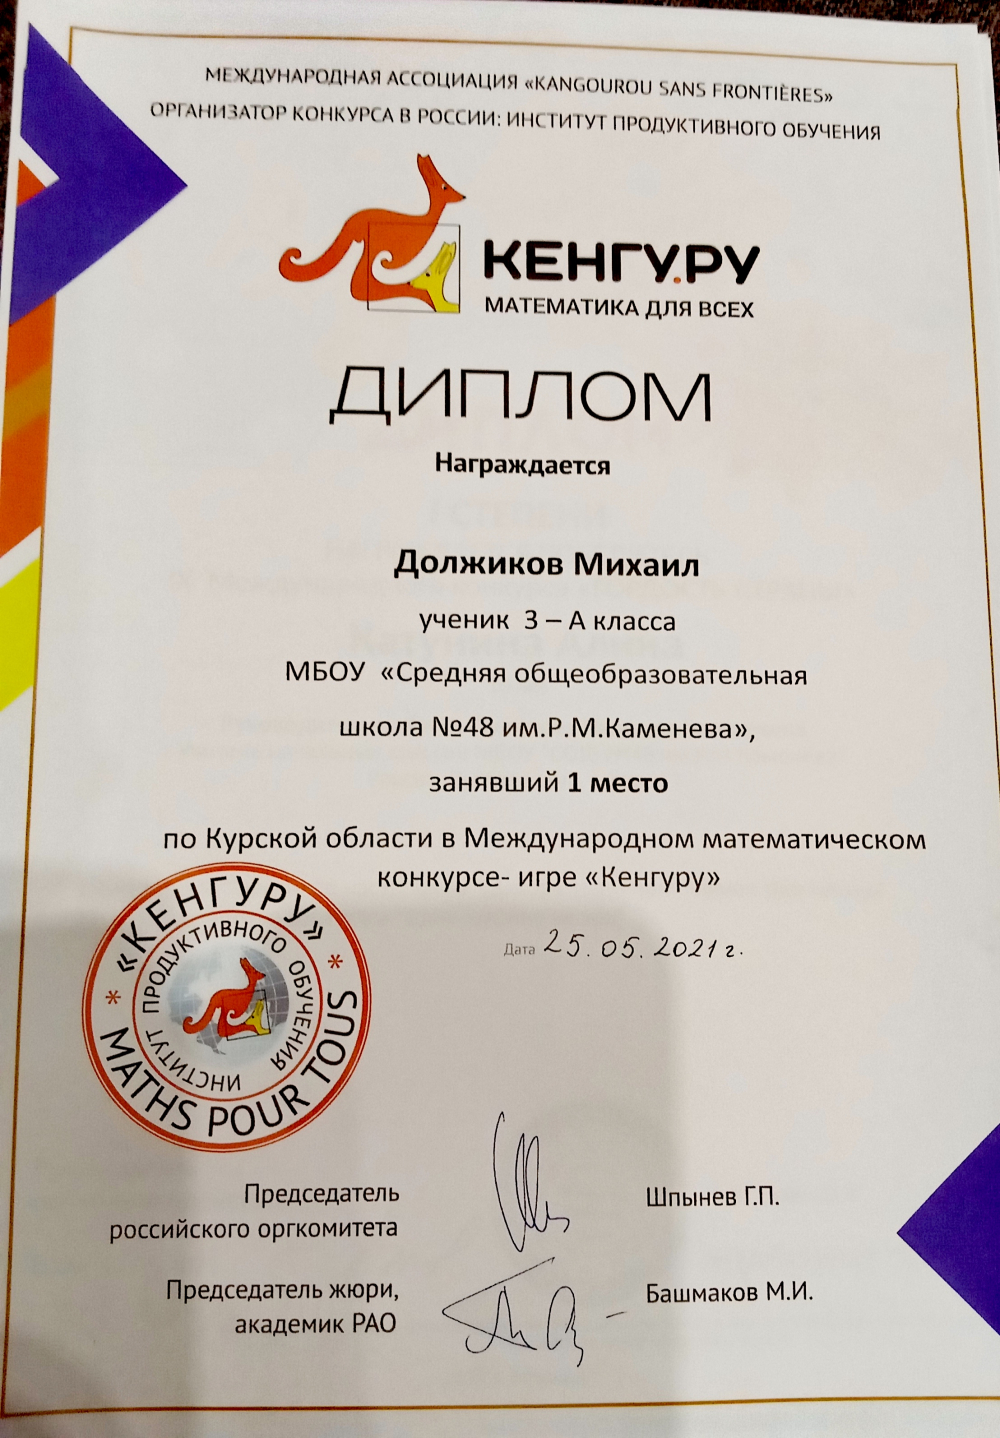 МЕЖДУНАРОДНАЯ АССОЦИАЦИЯ «KANGOUROU SANS FRONTIÈRES»
ОРГАНИЗАТОР КОНКУРСА В РОССИИ: ИНСТИТУТ ПРОДУКТИВНОГО ОБУЧЕНИЯ
КЕНГУ.РУ
МАТЕМАТИКА ДЛЯ ВСЕХ
ДИПЛОМ
Награждается
Должиков Михаил
ученик 3 – А класса
МБОУ «Средняя общеобразовательная
школа №48 им.Р.М.Каменева»,
занявший 1 место
по Курской области в Международном математическом
конкурсе- игре «Кенгуру»
Дата 25.05.2021 г.
«КЕНГУРУ»
MATHS POUR TOUS
ИНСТИТУТ ПРОДУКТИВНОГО ОБУЧЕНИЯ
Председатель
российского оргкомитета
Шпынев Г.П.
Председатель жюри,
академик РАО
Башмаков М.И.